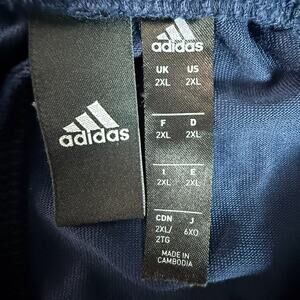 adidas
adidas
UK US
2XL 2XL
F D
2XL 2XL
I E
2XL 2XL
CDN J
2XL/ 6XO
2TG
MADE IN
CAMBODIA